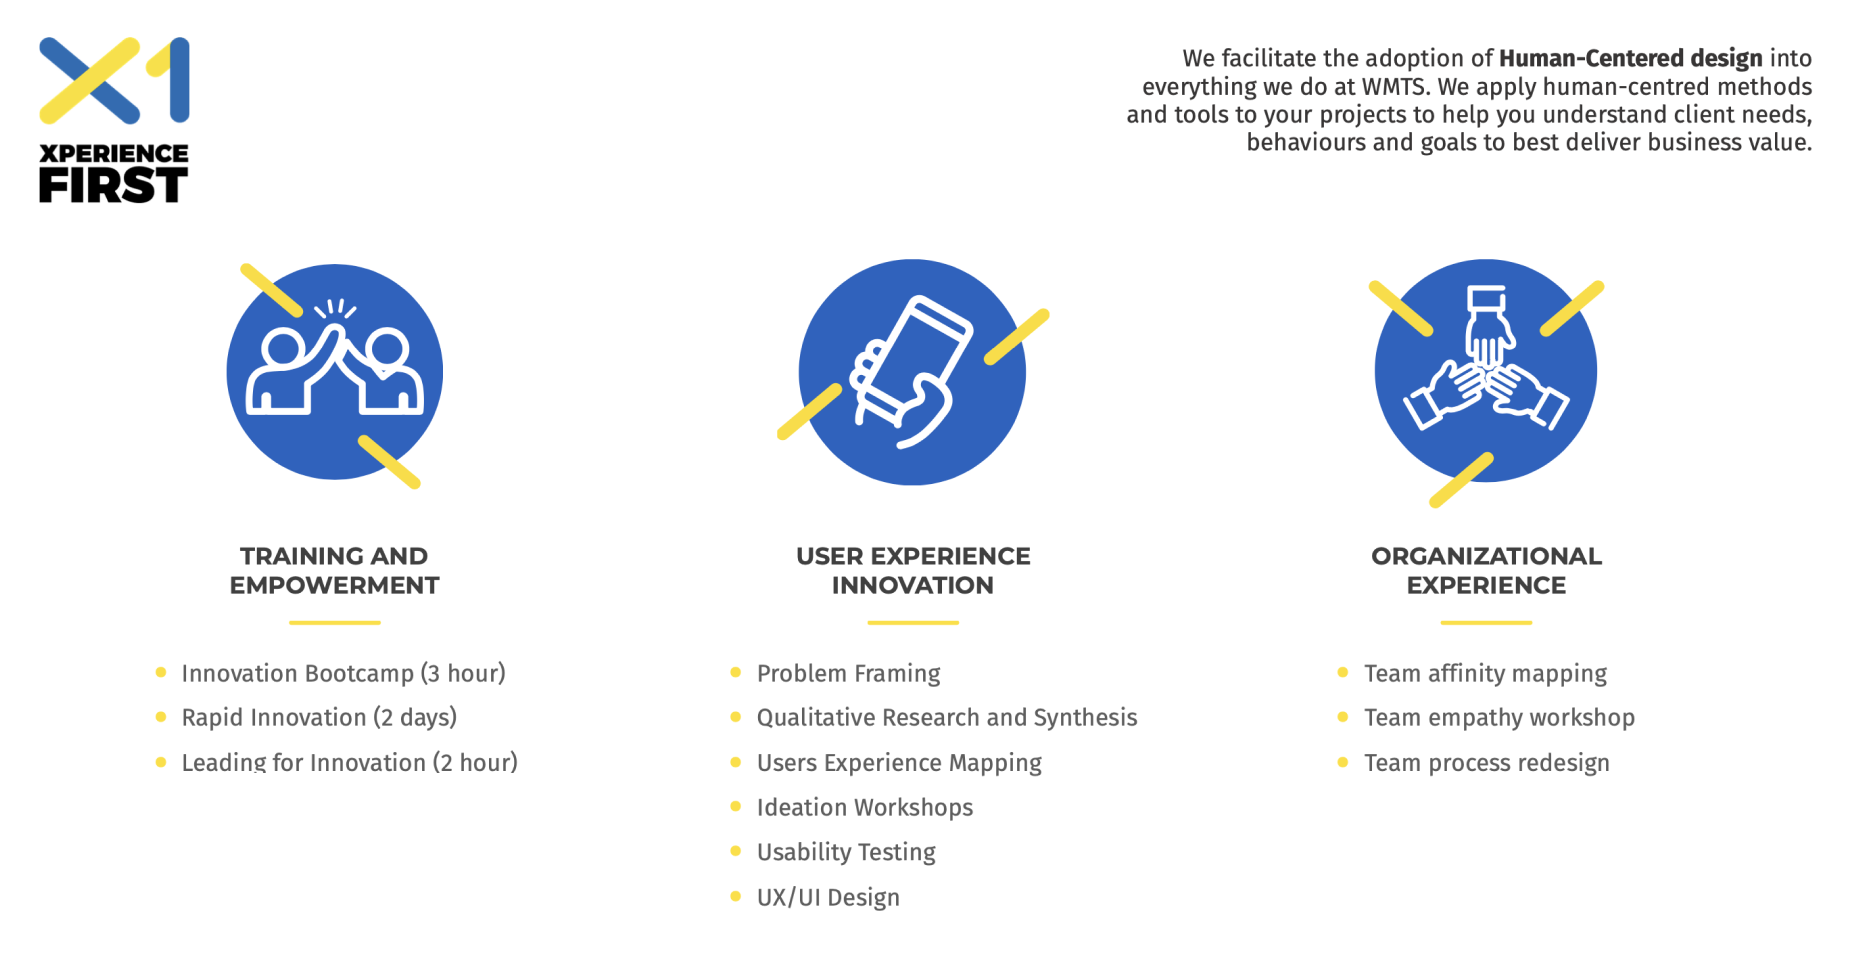 X1
XPERIENCE
FIRST
We facilitate the adoption of Human-Centered design into
everything we do at WMTS. We apply human-centred methods
and tools to your projects to help you understand client needs,
behaviours and goals to best deliver business value.
TRAINING AND
EMPOWERMENT
Innovation Bootcamp (3 hour)
Rapid Innovation (2 days)
Leading for Innovation (2 hour)
USER EXPERIENCE
INNOVATION
Problem Framing
Qualitative Research and Synthesis
Users Experience Mapping
Ideation Workshops
Usability Testing
UX/UI Design
ORGANIZATIONAL
EXPERIENCE
Team affinity mapping
Team empathy workshop
Team process redesign